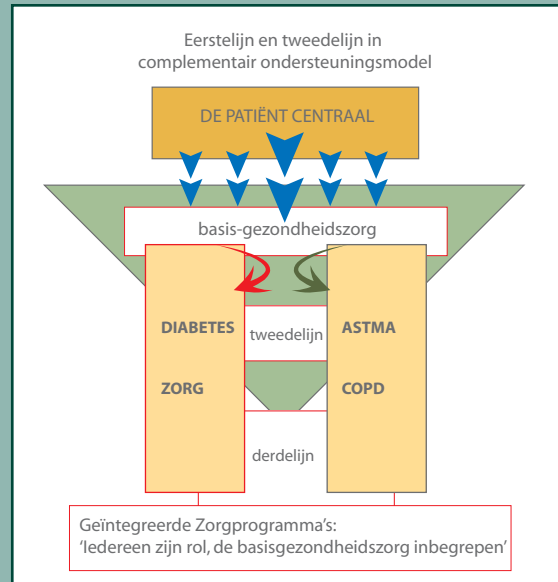 Eerstelijn en tweedelijn in
complementair ondersteuningsmodel
DE PATIËNT CENTRAAL
basis-gezondheidszorg
DIABETES
tweedelijn
ASTMA
ZORG
COPD
derdelijn
Geïntegreerde Zorgprogramma's:
'Iedereen zijn rol, de basisgezondheidszorg inbegrepen'